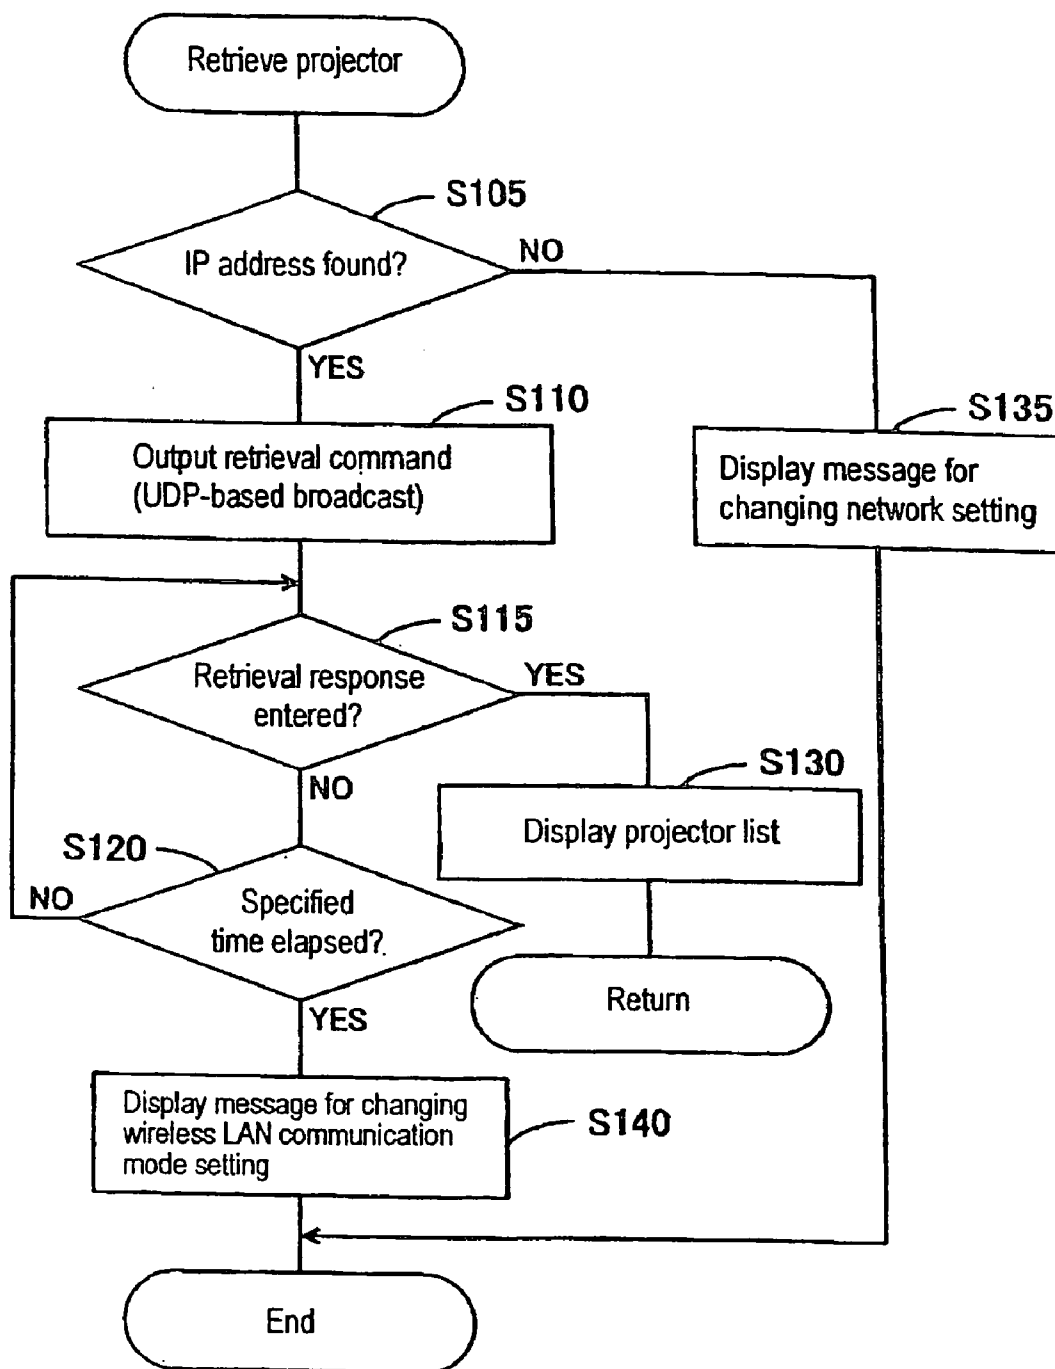 Retrieve projector
S105
IP address found?
NO
YES
S110
Output retrieval command
(UDP-based broadcast)
S135
Display message for
changing network setting
S115
Retrieval response
entered?
YES
NO
S130
Display projector list
S120
NO
Specified
time elapsed?
YES
Return
Display message for changing
wireless LAN communication
mode setting
S140
End